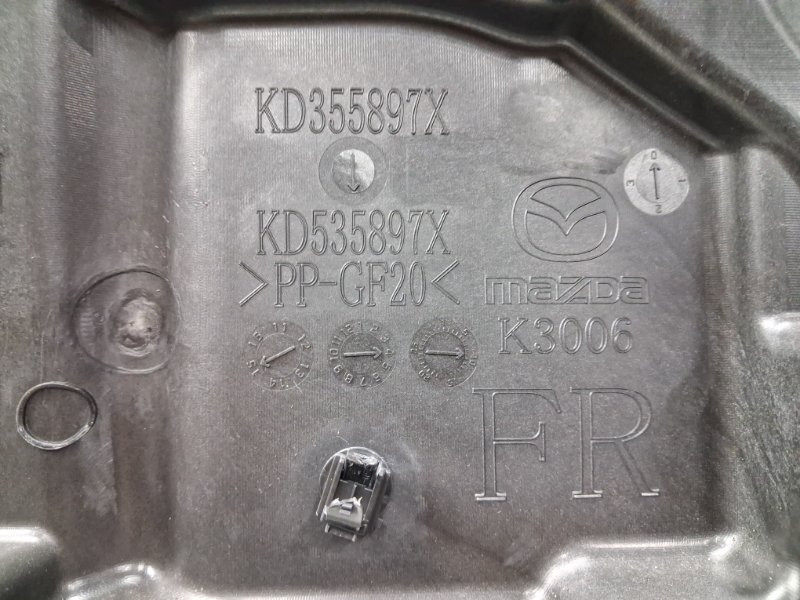 KD355897X
KD535897X
>PP-GF20<
mazda
K3006
FR